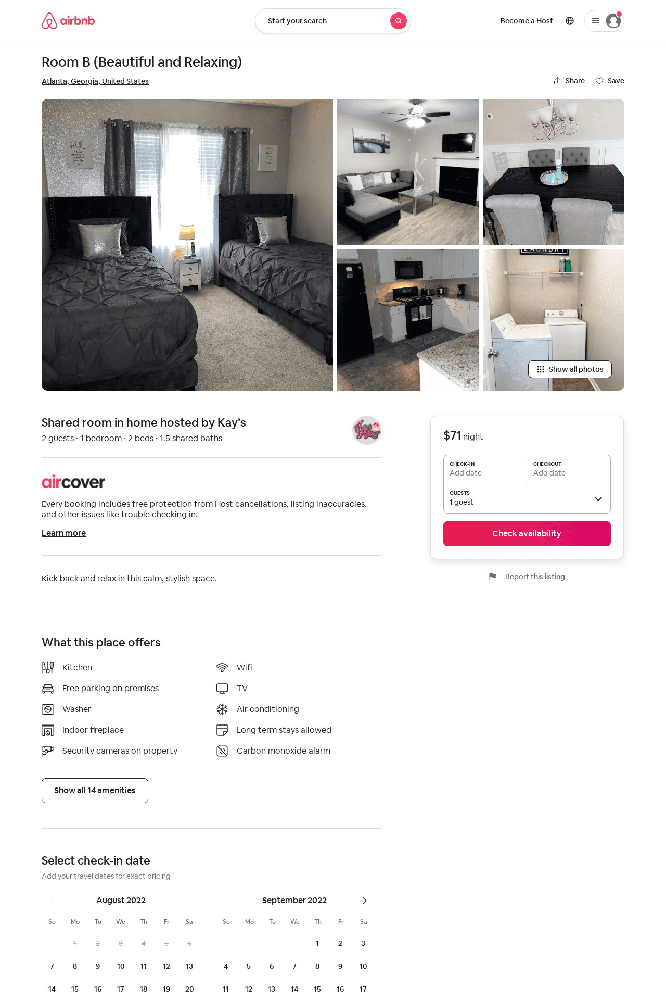 airbnb
Start your search
Become a Host
Room B (Beautiful and Relaxing)
Atlanta, Georgia, United States
Share
Save
Faith
LAUNDRY
Show all photos
Shared room in home hosted by Kay’s
2 guests · 1 bedroom · 2 beds · 1.5 shared baths
$71 night
CHECK-IN
Add date
CHECKOUT
Add date
GUESTS
1 guest
Check availability
Report this listing
aircover
Every booking includes free protection from Host cancellations, listing inaccuracies,
and other issues like trouble checking in.
Learn more
Kick back and relax in this calm, stylish space.
What this place offers
Kitchen
Wifi
Free parking on premises
TV
Washer
Air conditioning
Indoor fireplace
Long term stays allowed
Security cameras on property
Carbon monoxide alarm
Show all 14 amenities
Select check-in date
Add your travel dates for exact pricing
August 2022
Su Mo Tu We Th Fr Sa
1 2 3 4 5 6
7 8 9 10 11 12 13
14 15 16 17 18 19 20
September 2022
Su Mo Tu We Th Fr Sa
1 2 3
4 5 6 7 8 9 10
11 12 13 14 15 16 17